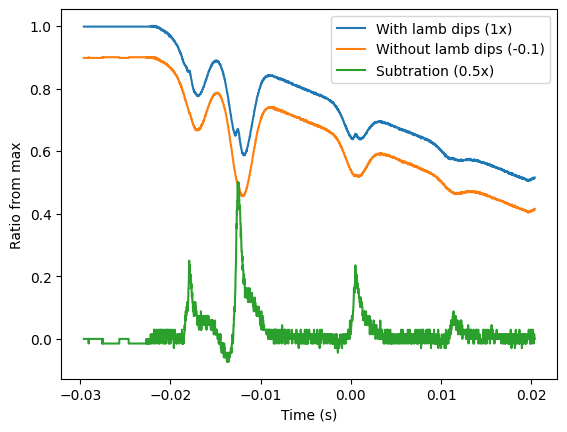 With lamb dips (1x)
Without lamb dips (-0.1)
Subtration (0.5x)
Ratio from max
1.0
0.8
0.6
0.4
0.2
0.0
−0.03
−0.02
−0.01
0.00
0.01
0.02
Time (s)